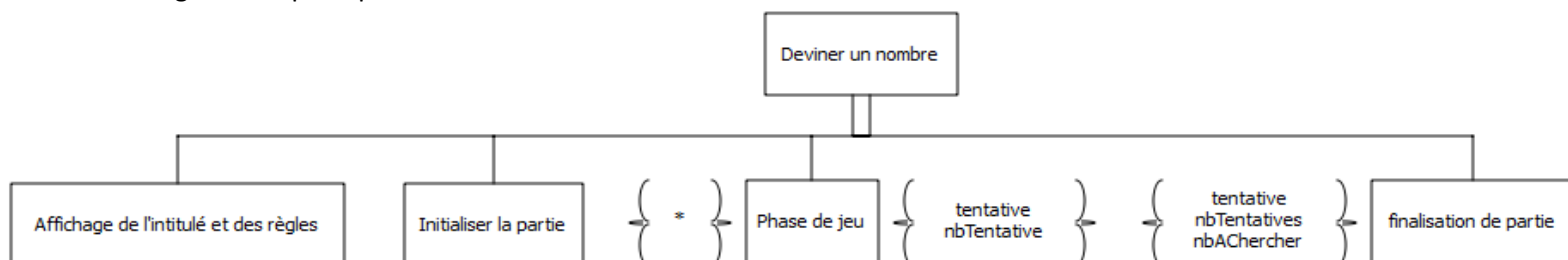 Deviner un nombre
Affichage de l'intitulé et des règles
Initialiser la partie
*
Phase de jeu
tentative
nbTentative
tentative
nbTentatives
nbAChercher
finalisation de partie